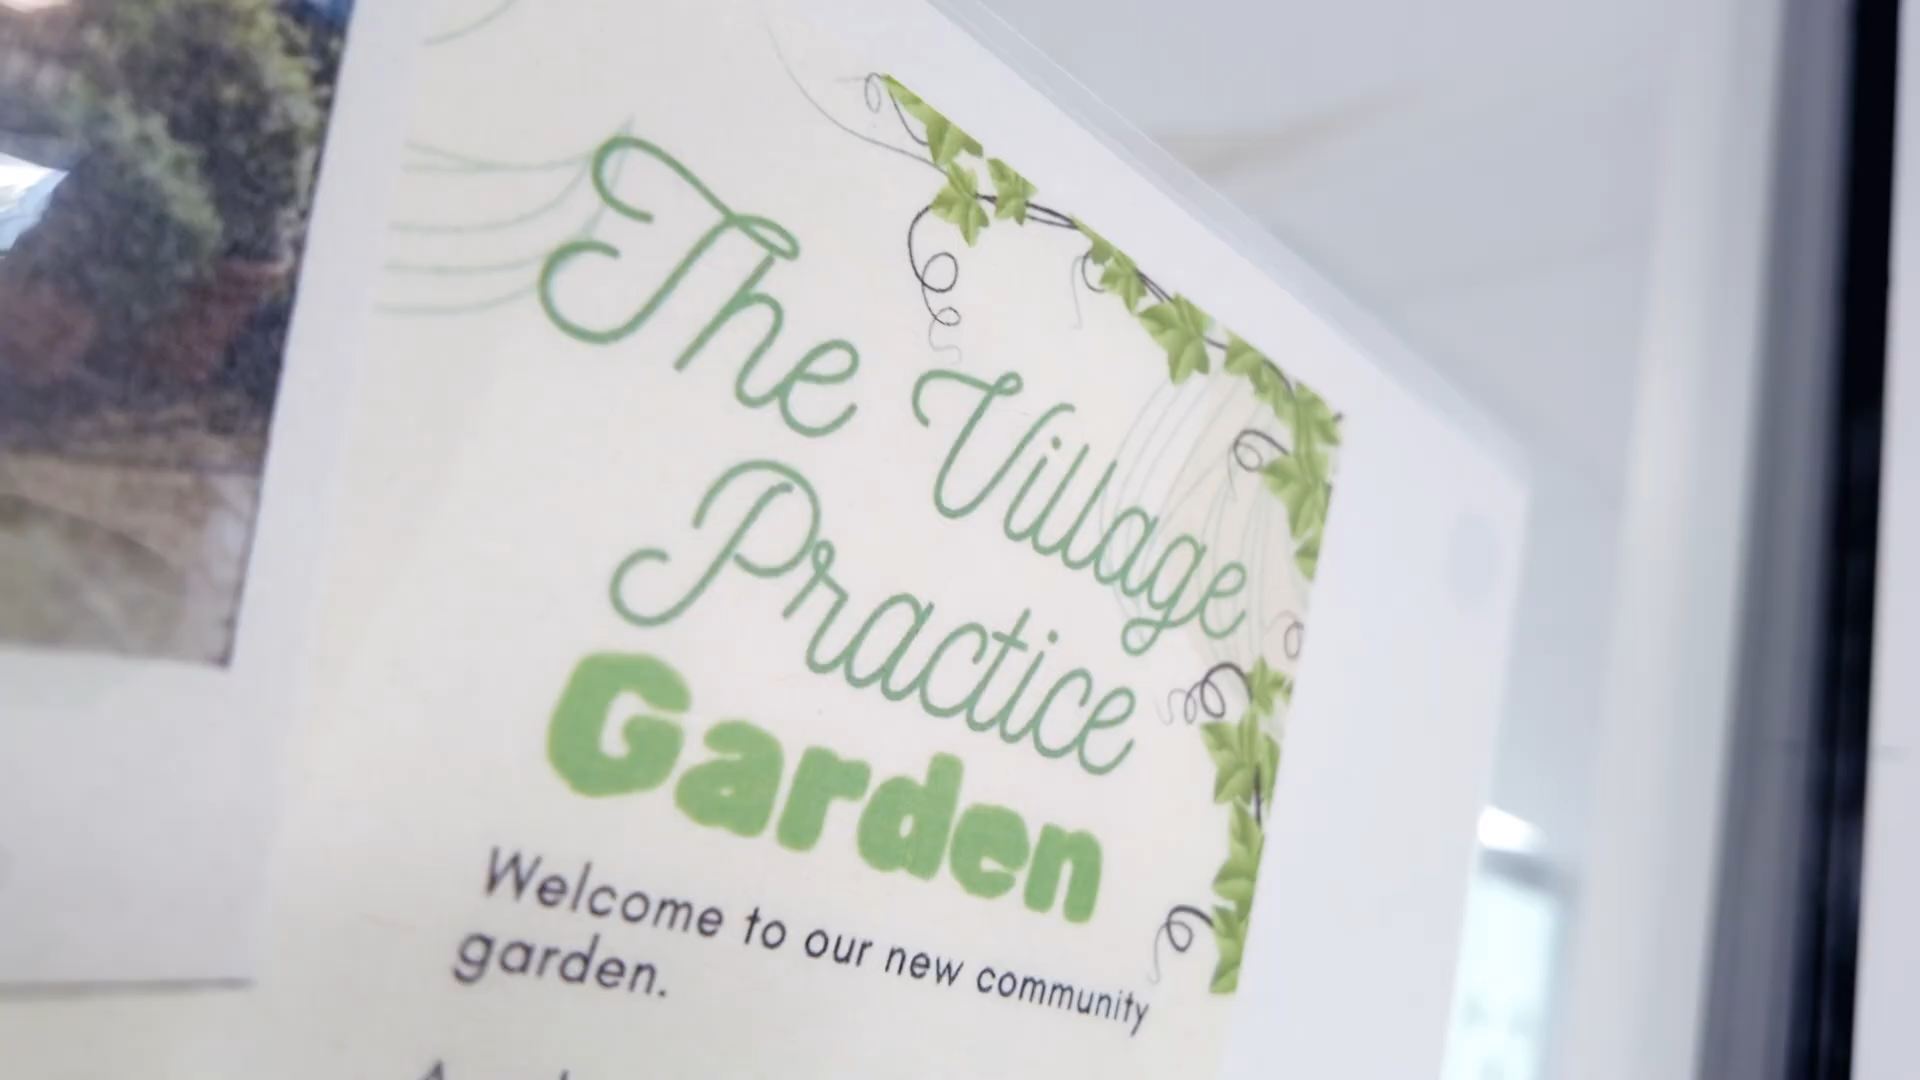 The Village
Practice
Garden
Welcome to our new community
garden.